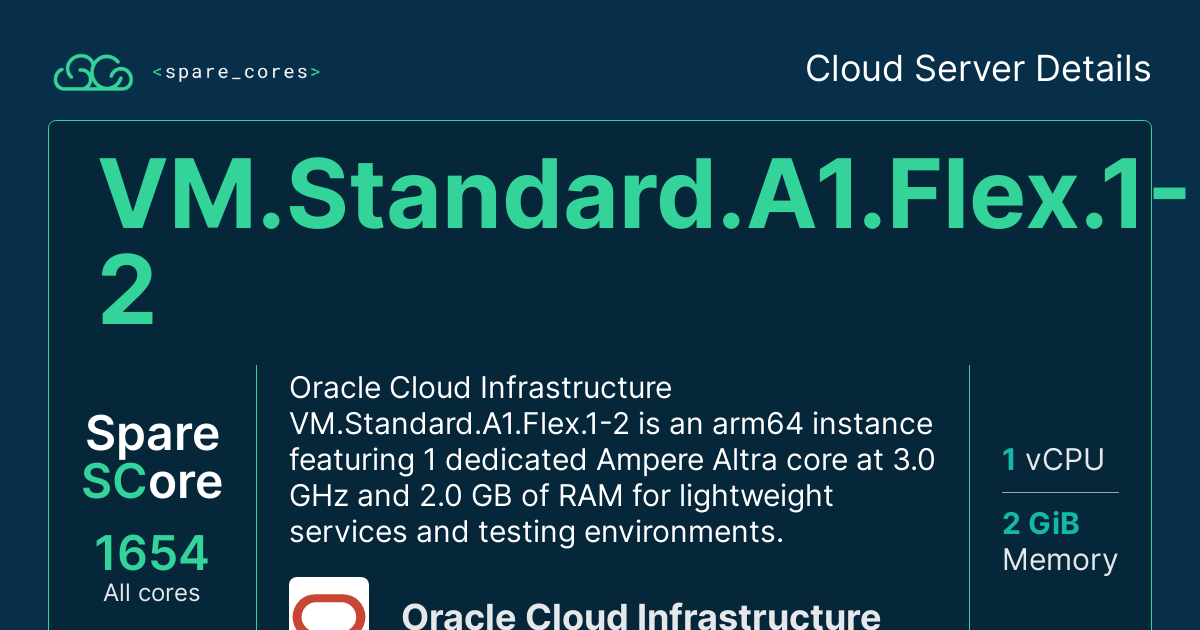 <spare_cores>
Cloud Server Details
VM.Standard.A1.Flex.1-
2
Spare
SCore
1654
All cores
Oracle Cloud Infrastructure
VM.Standard.A1.Flex.1-2 is an arm64 instance
featuring 1 dedicated Ampere Altra core at 3.0
GHz and 2.0 GB of RAM for lightweight
services and testing environments.
Oracle Cloud Infrastructure
1 vCPU
2 GiB
Memory